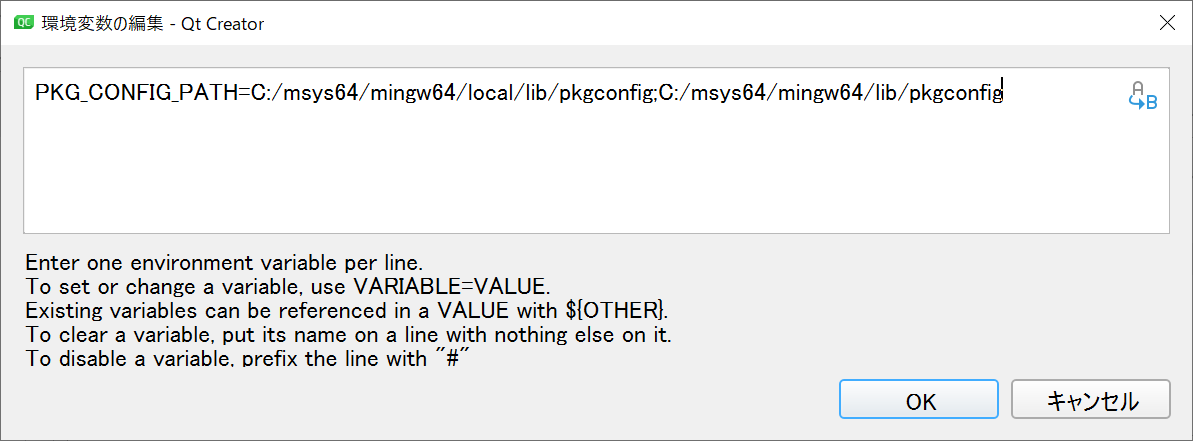 QC 環境変数の編集 - Qt Creator
PKG_CONFIG_PATH=C:/msys64/mingw64/local/lib/pkgconfig;C:/msys64/mingw64/lib/pkgconfig
A
B
Enter one environment variable per line.
To set or change a variable, use VARIABLE=VALUE.
Existing variables can be referenced in a VALUE with ${OTHER}.
To clear a variable, put its name on a line with nothing else on it.
To disable a variable, prefix the line with "#"
OK
キャンセル